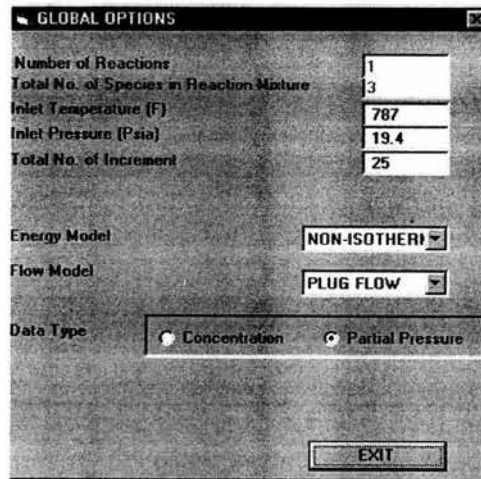 GLOBAL OPTIONS
Number of Reactions 1
Total No. of Species in Reaction Mixture 3
Inlet Temperature (F) 787
Inlet Pressure (Psia) 19.4
Total No. of Increment 25
Energy Model NON-ISOTHERM
Flow Model PLUG FLOW
Data Type Concentration Partial Pressure
EXIT